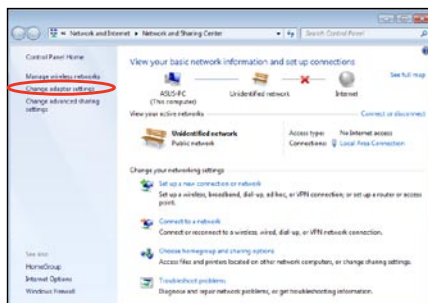 Network and Internet ▸ Network and Sharing Center
Search Control Panel
Control Panel Home
Manage wireless networks
Change adapter settings
Change advanced sharing
settings
View your basic network information and set up connections
See full map
ASUS-PC
(This computer)
Unidentified network
Internet
View your active networks
Connect or disconnect
Unidentified network
Public network
Access type: No Internet access
Connections: Local Area Connection
Change your networking settings
Set up a new connection or network
Set up a wireless, broadband, dial-up, ad hoc, or VPN connection; or set up a router or access
point.
Connect to a network
Connect or reconnect to a wireless, wired, dial-up, or VPN network connection.
Choose homegroup and sharing options
Access files and printers located on other network computers, or change sharing settings.
Troubleshoot problems
Diagnose and repair network problems, or get troubleshooting information.
See also
HomeGroup
Internet Options
Windows Firewall